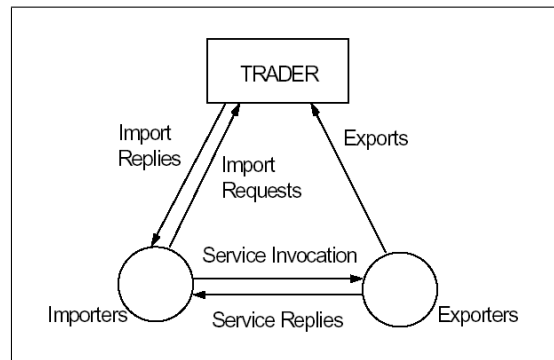 TRADER
Import
Replies
Import
Requests
Exports
Service Invocation
Importers
Service Replies
Exporters